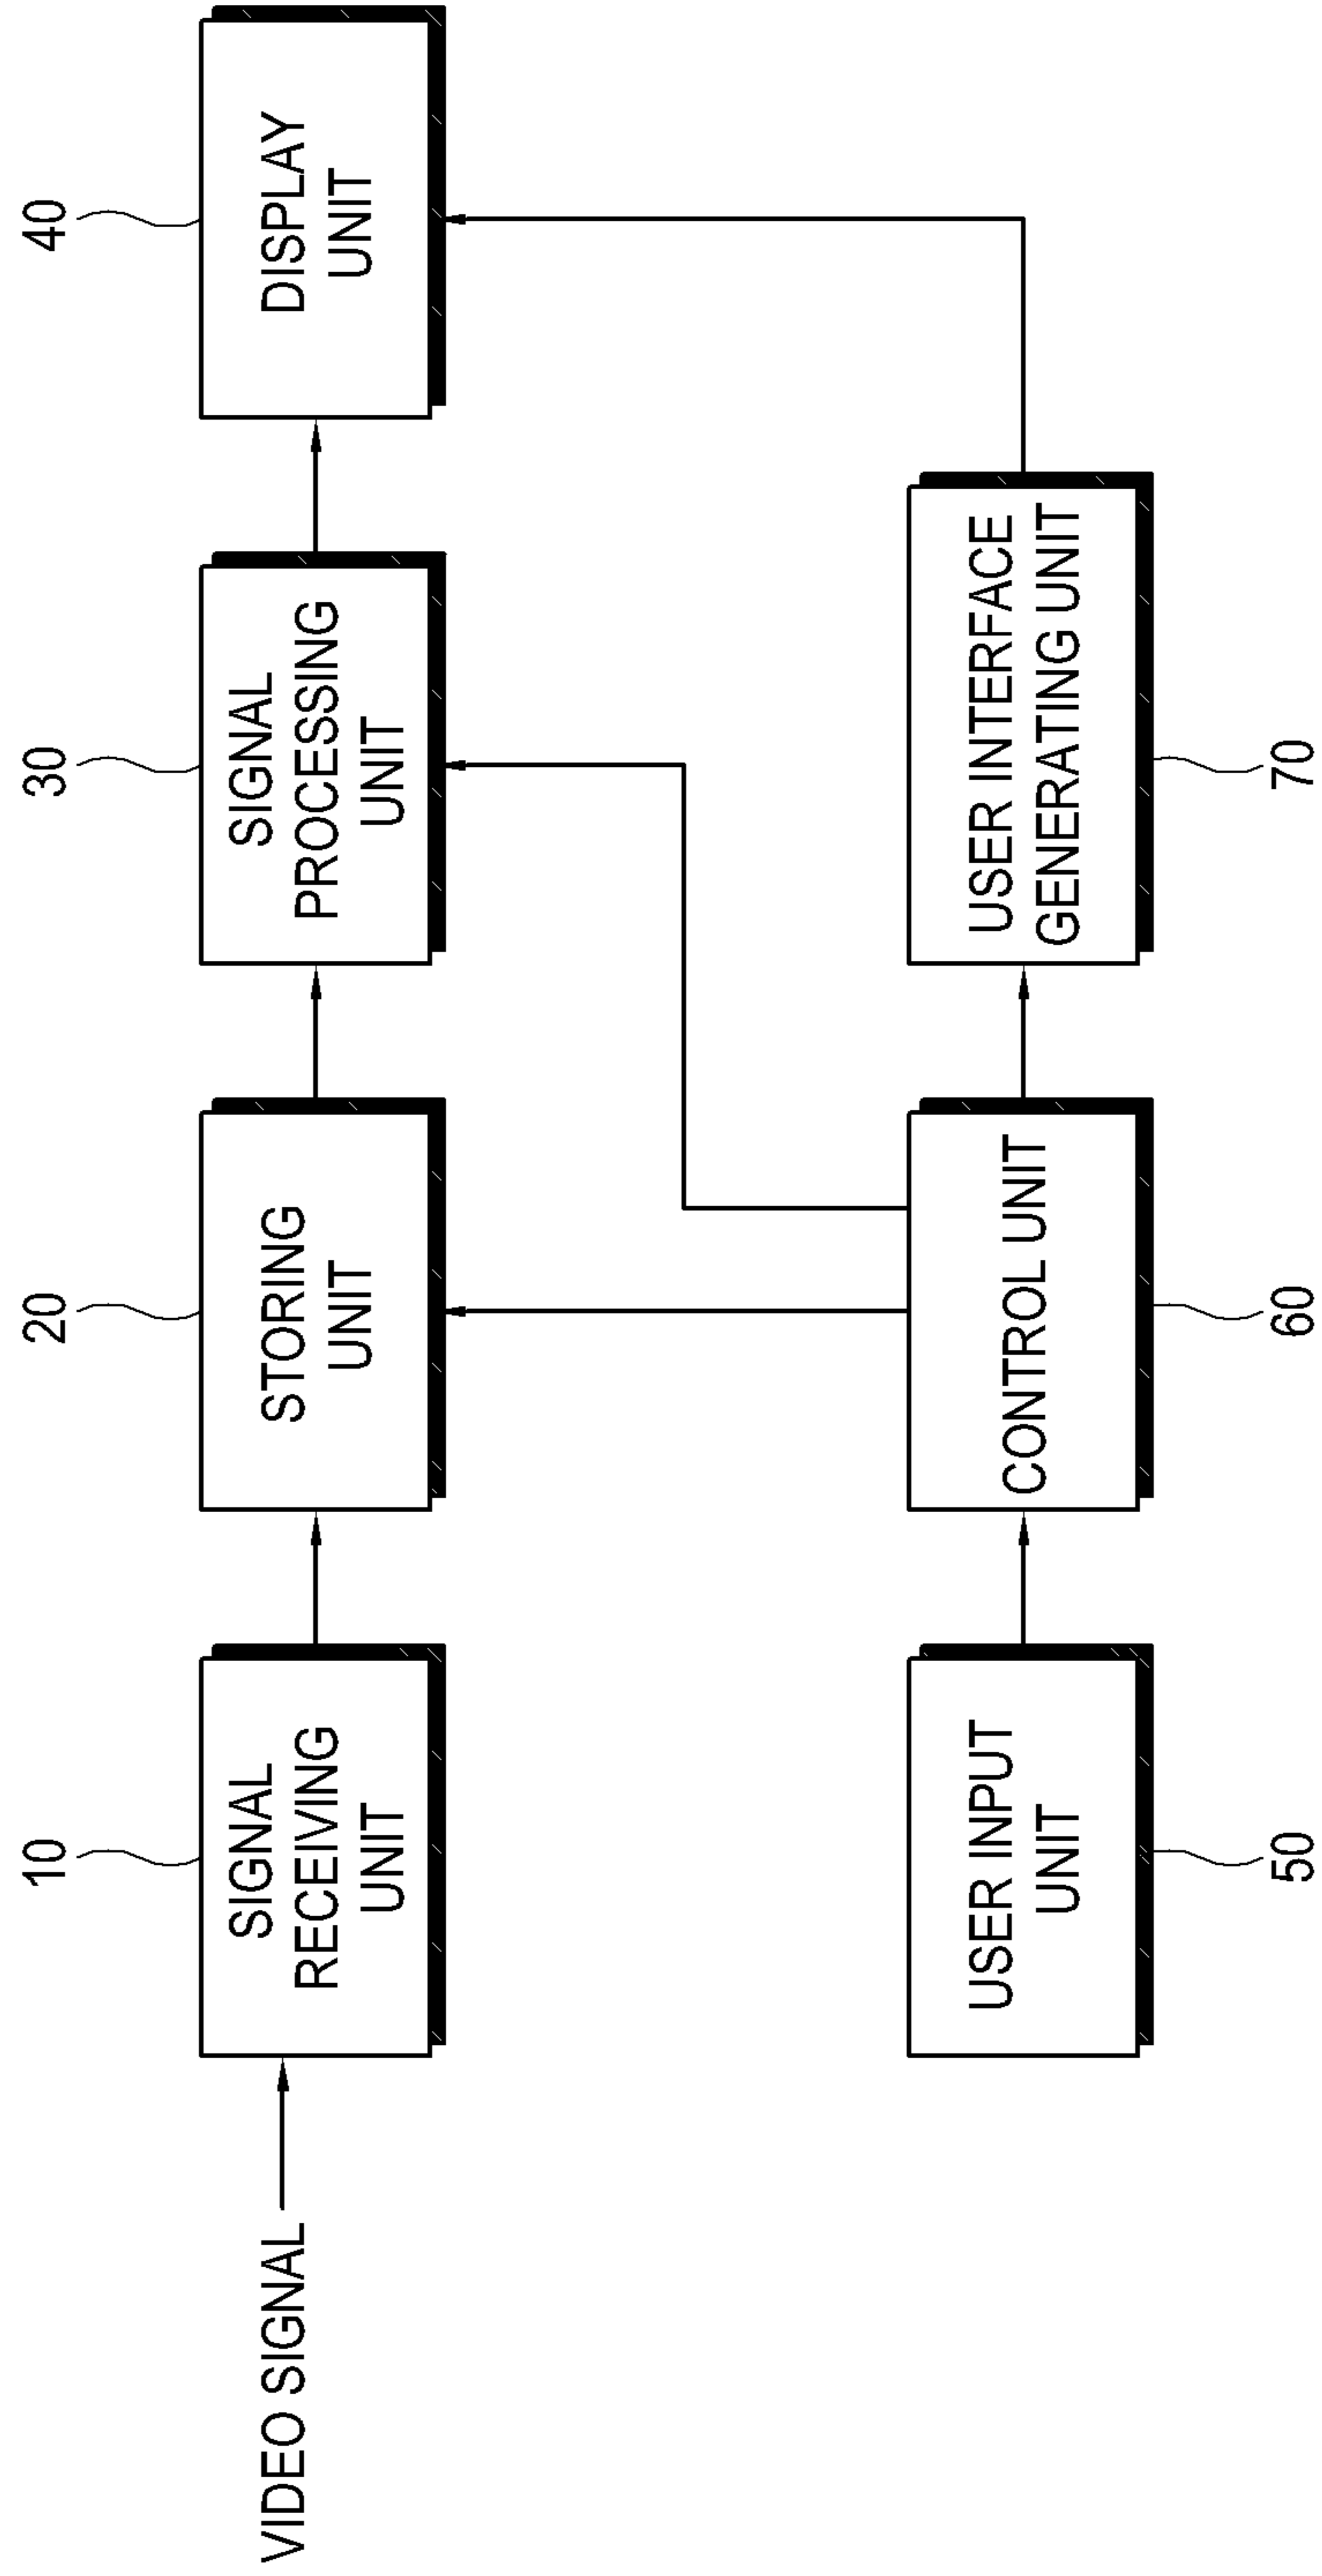 10
20
30
40
VIDEO SIGNAL
SIGNAL
RECEIVING
UNIT
STORING
UNIT
SIGNAL
PROCESSING
UNIT
DISPLAY
UNIT
USER INPUT
UNIT
CONTROL UNIT
USER INTERFACE
GENERATING UNIT
50
60
70